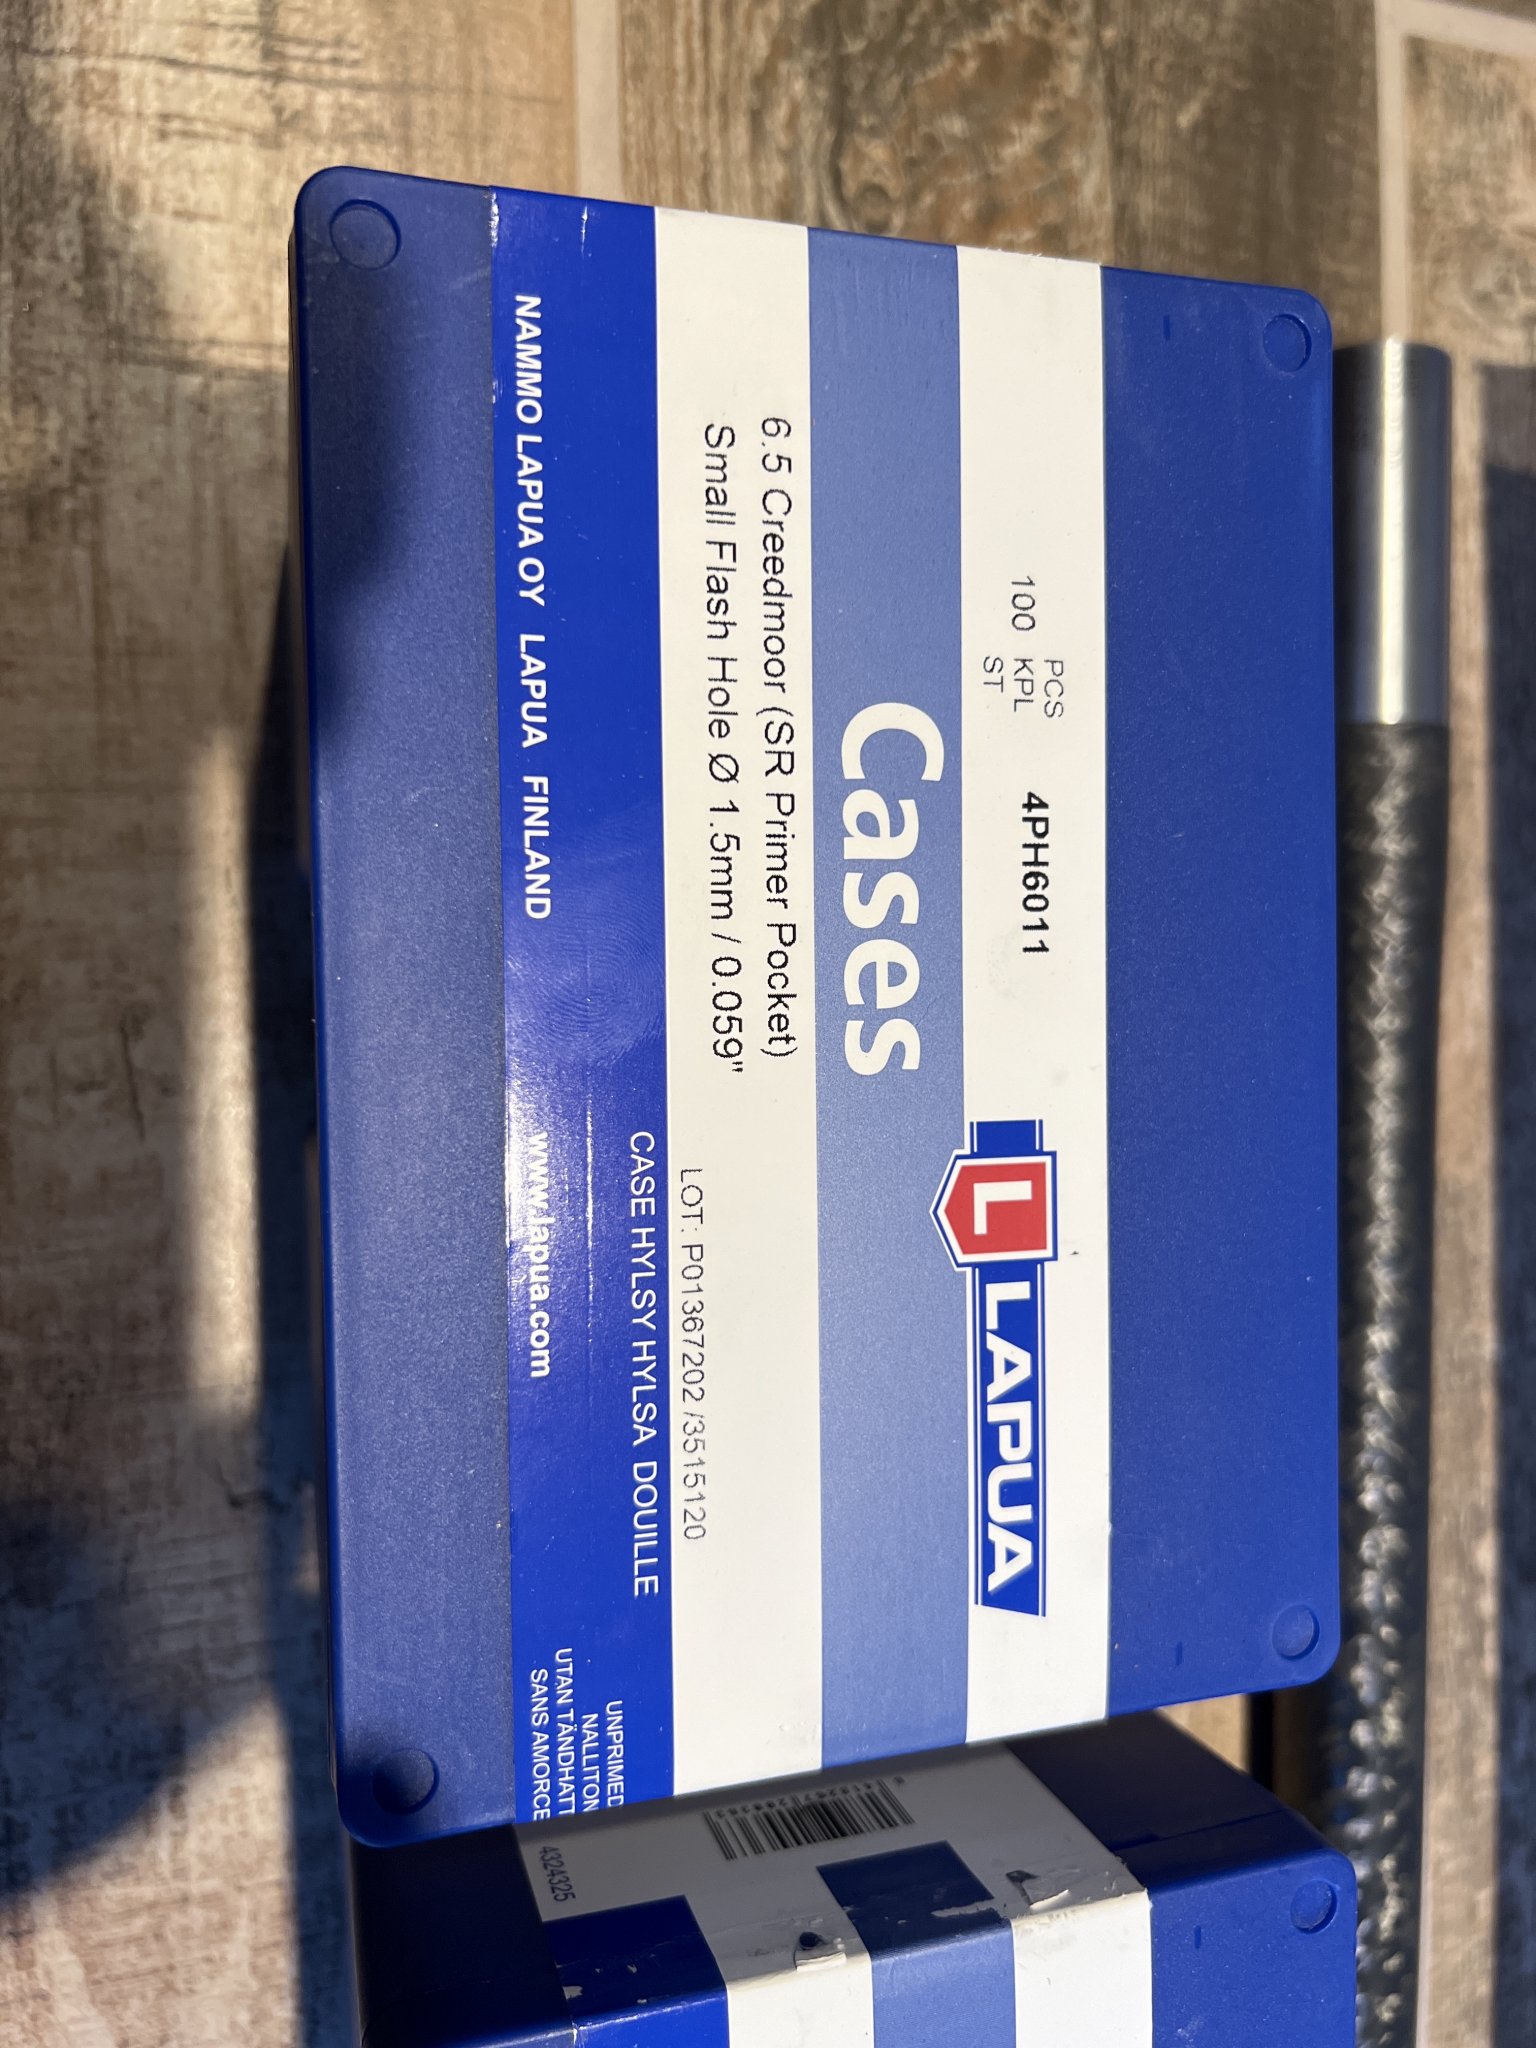 100 PCS
KPL
ST
4PH6011
L LAPUA
Cases
6.5 Creedmoor (SR Primer Pocket)
Small Flash Hole Ø 1.5mm / 0.059"
LOT: P01367202 /3515120
CASE HYLSY HYLSA DOUILLE
NAMMO LAPUA OY LAPUA FINLAND
www.lapua.com
UNPRIMED
NALLITON
UTAN TÄNDHATT
SANS AMORCE
4324325